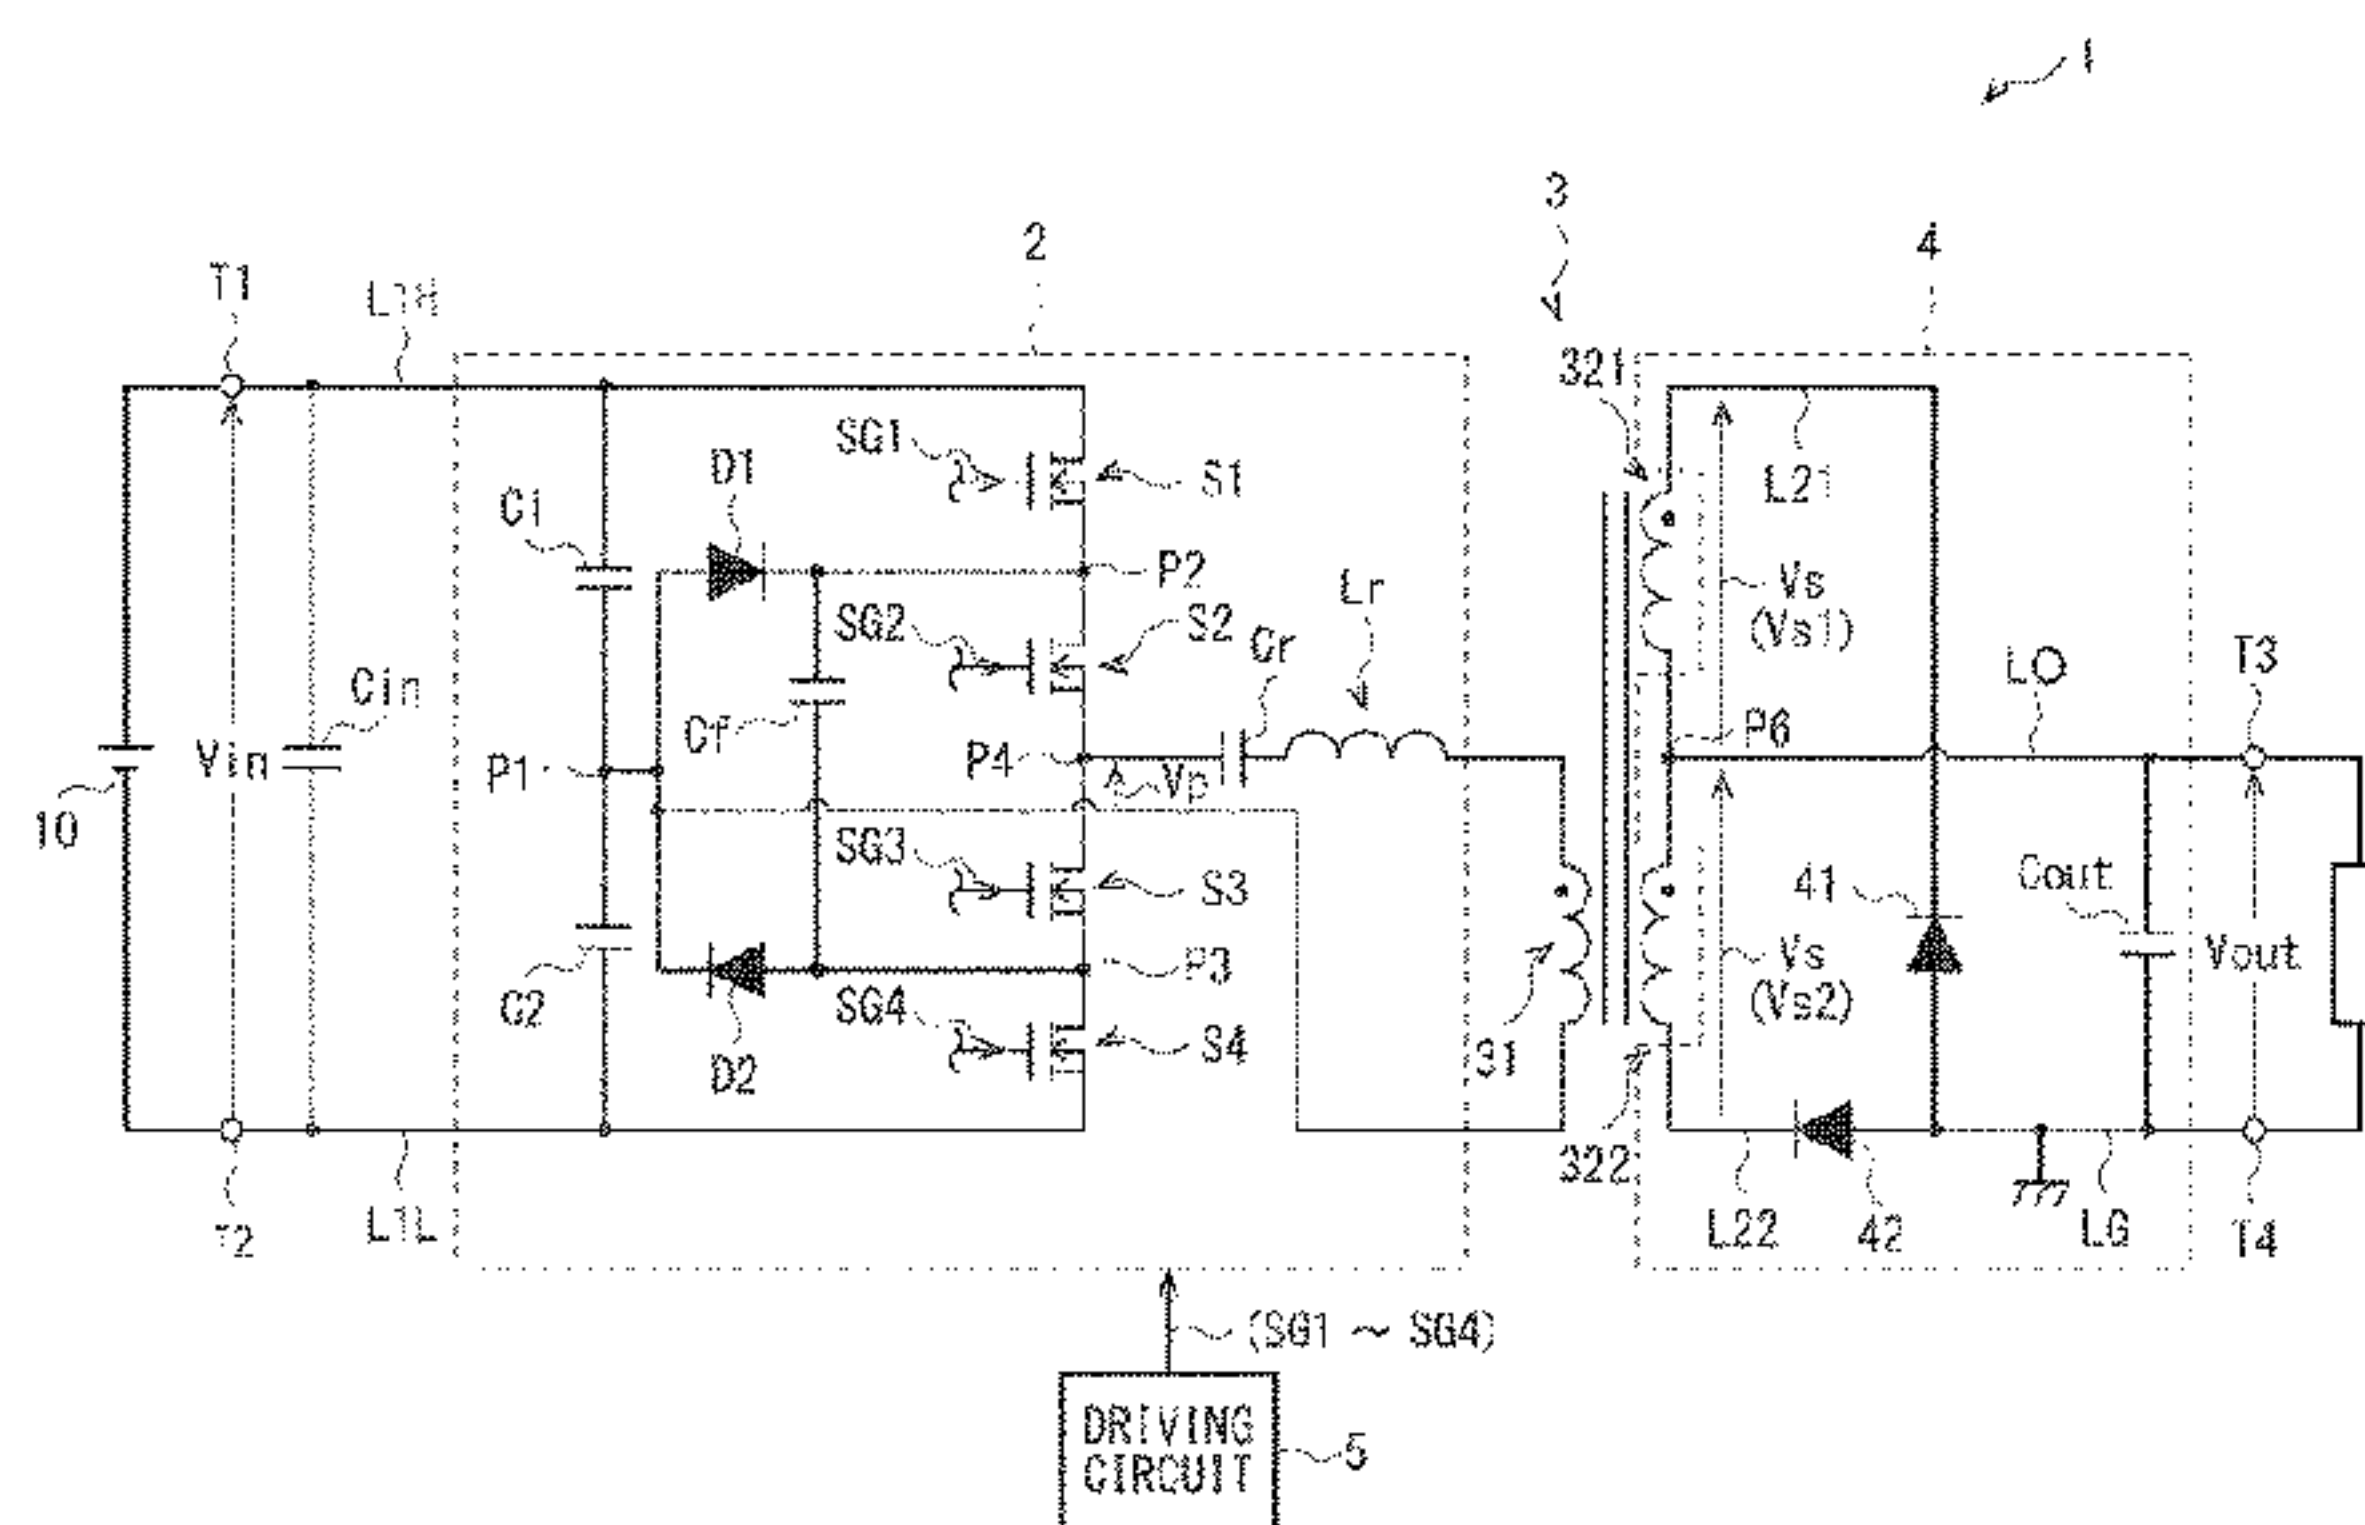 1
3
2
4
T1
L1H
321
SG1
D1
S1
L21
C1
P2
Vs
(Vs1)
Lr
SG2
S2
Cr
LO
T3
Cin
Cf
P6
Vin
P1
P4
Vp
10
SG3
S3
41
Cout
Vs
(Vs2)
Vout
P3
C2
SG4
S4
31
D2
322
T2
L1L
L22
42
LG
T4
(SG1 ~ SG4)
DRIVING
CIRCUIT
5